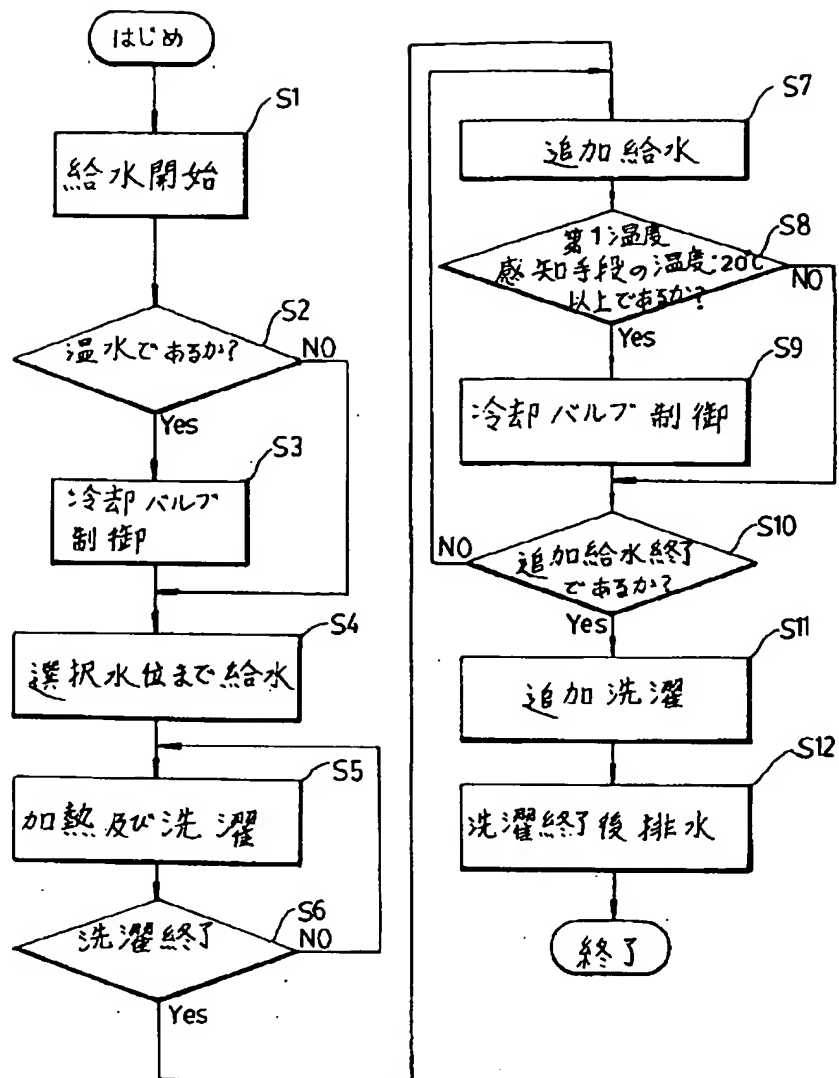 はじめ
S1
給水開始
S2
温水であるか?
NO
Yes
S3
冷却バルブ
制御
S4
選択水位まで給水
S5
加熱及び洗濯
S6
洗濯終了
NO
Yes
S7
追加給水
S8
第1温度
感知手段の温度:20℃
以上であるか?
NO
Yes
S9
冷却バルブ制御
S10
追加給水終了
であるか?
NO
Yes
S11
追加洗濯
S12
洗濯終了後排水
終了